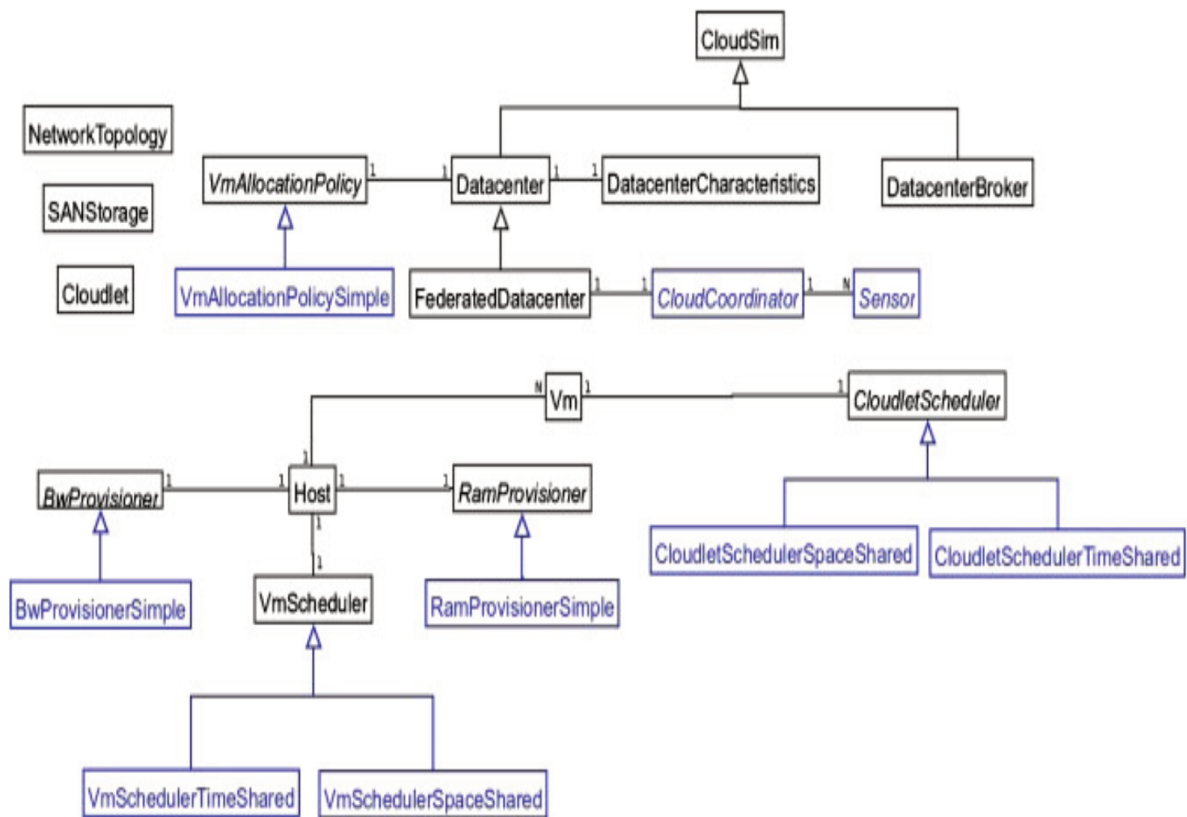 CloudSim
NetworkTopology
1 1 1 1
VmAllocationPolicy
Datacenter
DatacenterCharacteristics
DatacenterBroker
SANStorage
Cloudlet
VmAllocationPolicySimple
FederatedDatacenter
1 1
CloudCoordinator
1 N
Sensor
N
Vm
1 1
CloudletScheduler
1
BwProvisioner
1 1
Host
1 1
RamProvisioner
1
1
CloudletSchedulerSpaceShared
CloudletSchedulerTimeShared
BwProvisionerSimple
VmScheduler
RamProvisionerSimple
VmSchedulerTimeShared
VmSchedulerSpaceShared